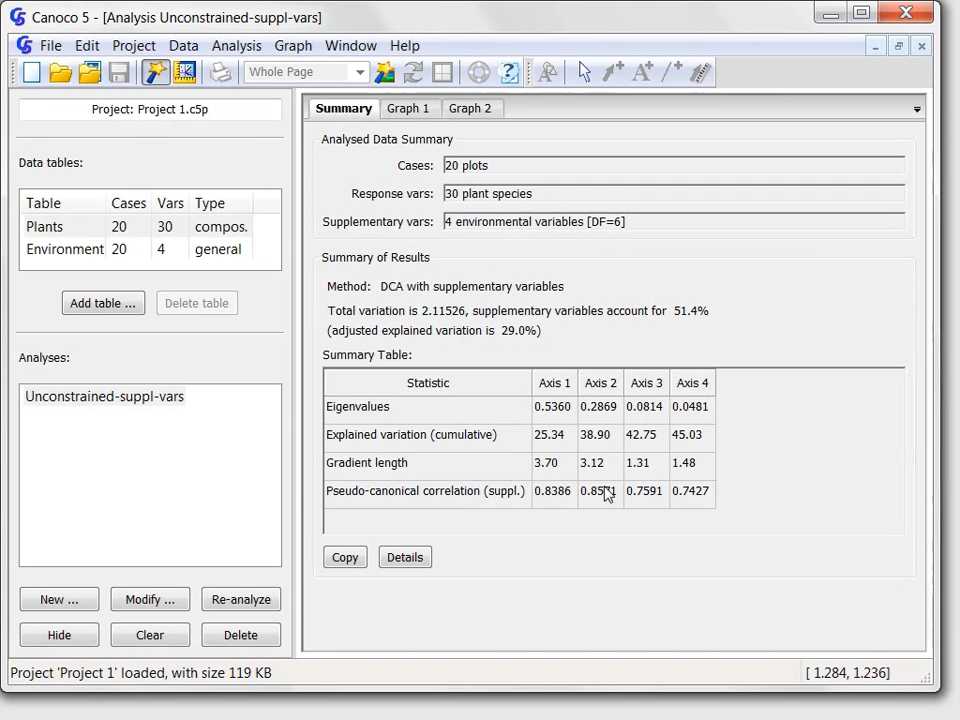 Canoco 5 - [Analysis Unconstrained-suppl-vars]
File Edit Project Data Analysis Graph Window Help
Whole Page
Project: Project 1.c5p
Data tables:
Table Cases Vars Type
Plants 20 30 compos.
Environment 20 4 general
Add table ... Delete table
Analyses:
Unconstrained-suppl-vars
New ... Modify ... Re-analyze
Hide Clear Delete
Summary Graph 1 Graph 2
Analysed Data Summary
Cases: 20 plots
Response vars: 30 plant species
Supplementary vars: 4 environmental variables [DF=6]
Summary of Results
Method: DCA with supplementary variables
Total variation is 2.11526, supplementary variables account for 51.4%
(adjusted explained variation is 29.0%)
Summary Table:
Statistic Axis 1 Axis 2 Axis 3 Axis 4
Eigenvalues 0.5360 0.2869 0.0814 0.0481
Explained variation (cumulative) 25.34 38.90 42.75 45.03
Gradient length 3.70 3.12 1.31 1.48
Pseudo-canonical correlation (suppl.) 0.8386 0.7591 0.7427
Copy Details
Project 'Project 1' loaded, with size 119 KB [ 1.284, 1.236]